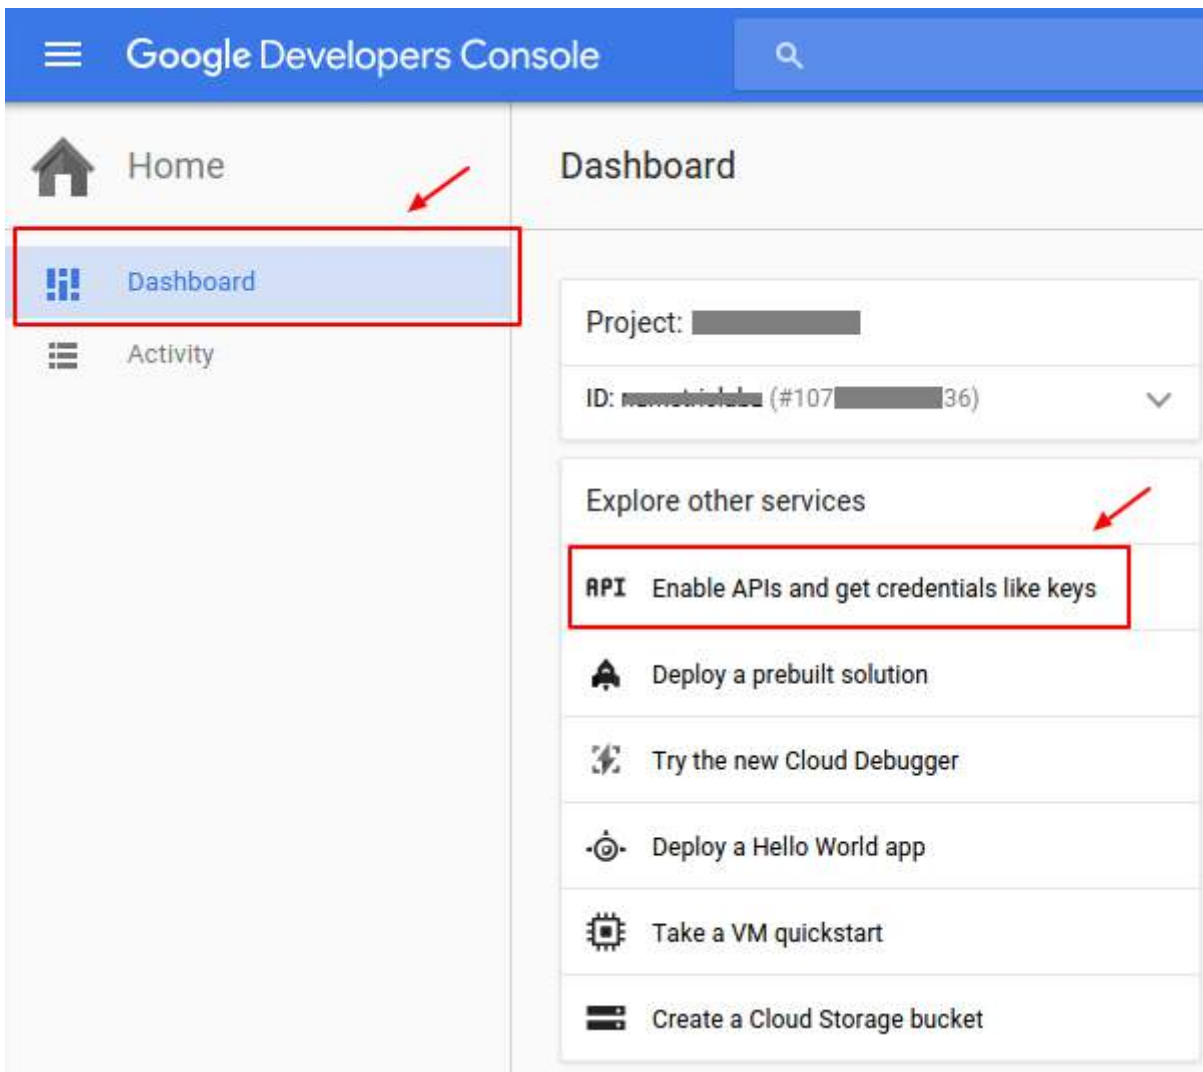 Google Developers Console
Home
Dashboard
Activity
Dashboard
Project:
ID: (#107 36)
Explore other services
API Enable APIs and get credentials like keys
Deploy a prebuilt solution
Try the new Cloud Debugger
Deploy a Hello World app
Take a VM quickstart
Create a Cloud Storage bucket